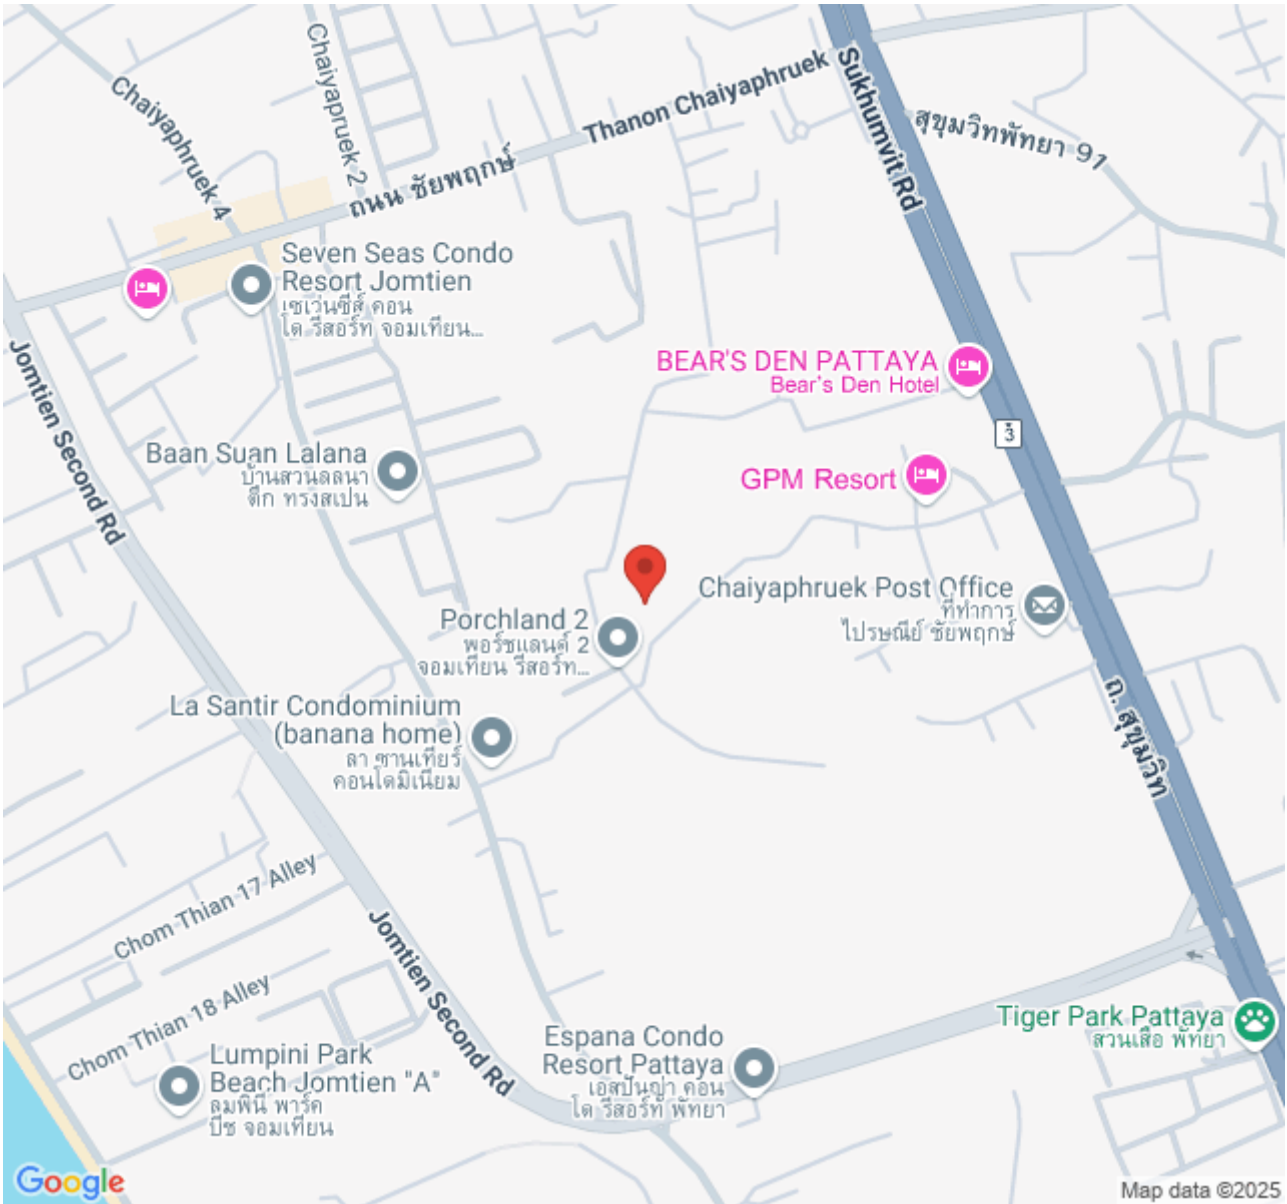 Chaiyapruek 2
Chaiyaphruek 4
Thanon Chaiyaphruek
ถนน ชัยพฤกษ์
Sukhumvit Rd
สุขุมวิทพัทยา 91
Seven Seas Condo
Resort Jomtien
เซเว่นซีส์ คอน
โด รีสอร์ท จอมเทียน...
Jomtien Second Rd
BEAR'S DEN PATTAYA
Bear's Den Hotel
3
Baan Suan Lalana
บ้านสวนลลนา
ตึก ทรงสเปน
GPM Resort
Chaiyaphruek Post Office
ที่ทำการ
ไปรษณีย์ ชัยพฤกษ์
Porchland 2
พอร์ชแลนด์ 2
จอมเทียน รีสอร์ท...
La Santir Condominium
(banana home)
ลา ซานเทียร์
คอนโดมิเนียม
ถ. สุขุมวิท
Chom Thian 17 Alley
Jomtien Second Rd
Chom Thian 18 Alley
Tiger Park Pattaya
สวนเสือ พัทยา
Espana Condo
Resort Pattaya
เอสปันญ่า คอน
โด รีสอร์ท พัทยา
Lumpini Park
Beach Jomtien "A"
ลุมพินี พาร์ค
บีช จอมเทียน
Google
Map data ©2025